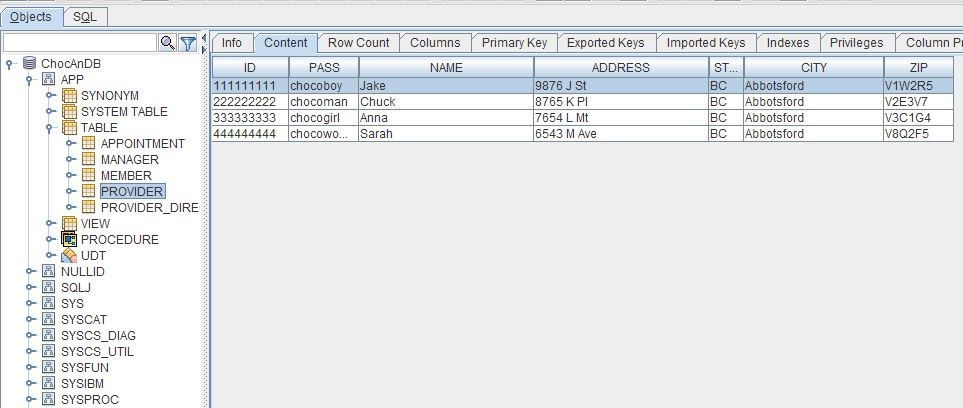 Objects SQL
Info Content Row Count Columns Primary Key Exported Keys Imported Keys Indexes Privileges Column Pr
ChocAnDB
APP
SYNONYM
SYSTEM TABLE
TABLE
APPOINTMENT
MANAGER
MEMBER
PROVIDER
PROVIDER_DIRE
VIEW
PROCEDURE
UDT
NULLID
SQLJ
SYS
SYSCAT
SYSCS_DIAG
SYSCS_UTIL
SYSFUN
SYSIBM
SYSPROC
ID PASS NAME ADDRESS ST... CITY ZIP
111111111 chocoboy Jake 9876 J St BC Abbotsford V1W2R5
222222222 chocoman Chuck 8765 K Pl BC Abbotsford V2E3V7
333333333 chocogirl Anna 7654 L Mt BC Abbotsford V3C1G4
444444444 chocowo... Sarah 6543 M Ave BC Abbotsford V8Q2F5